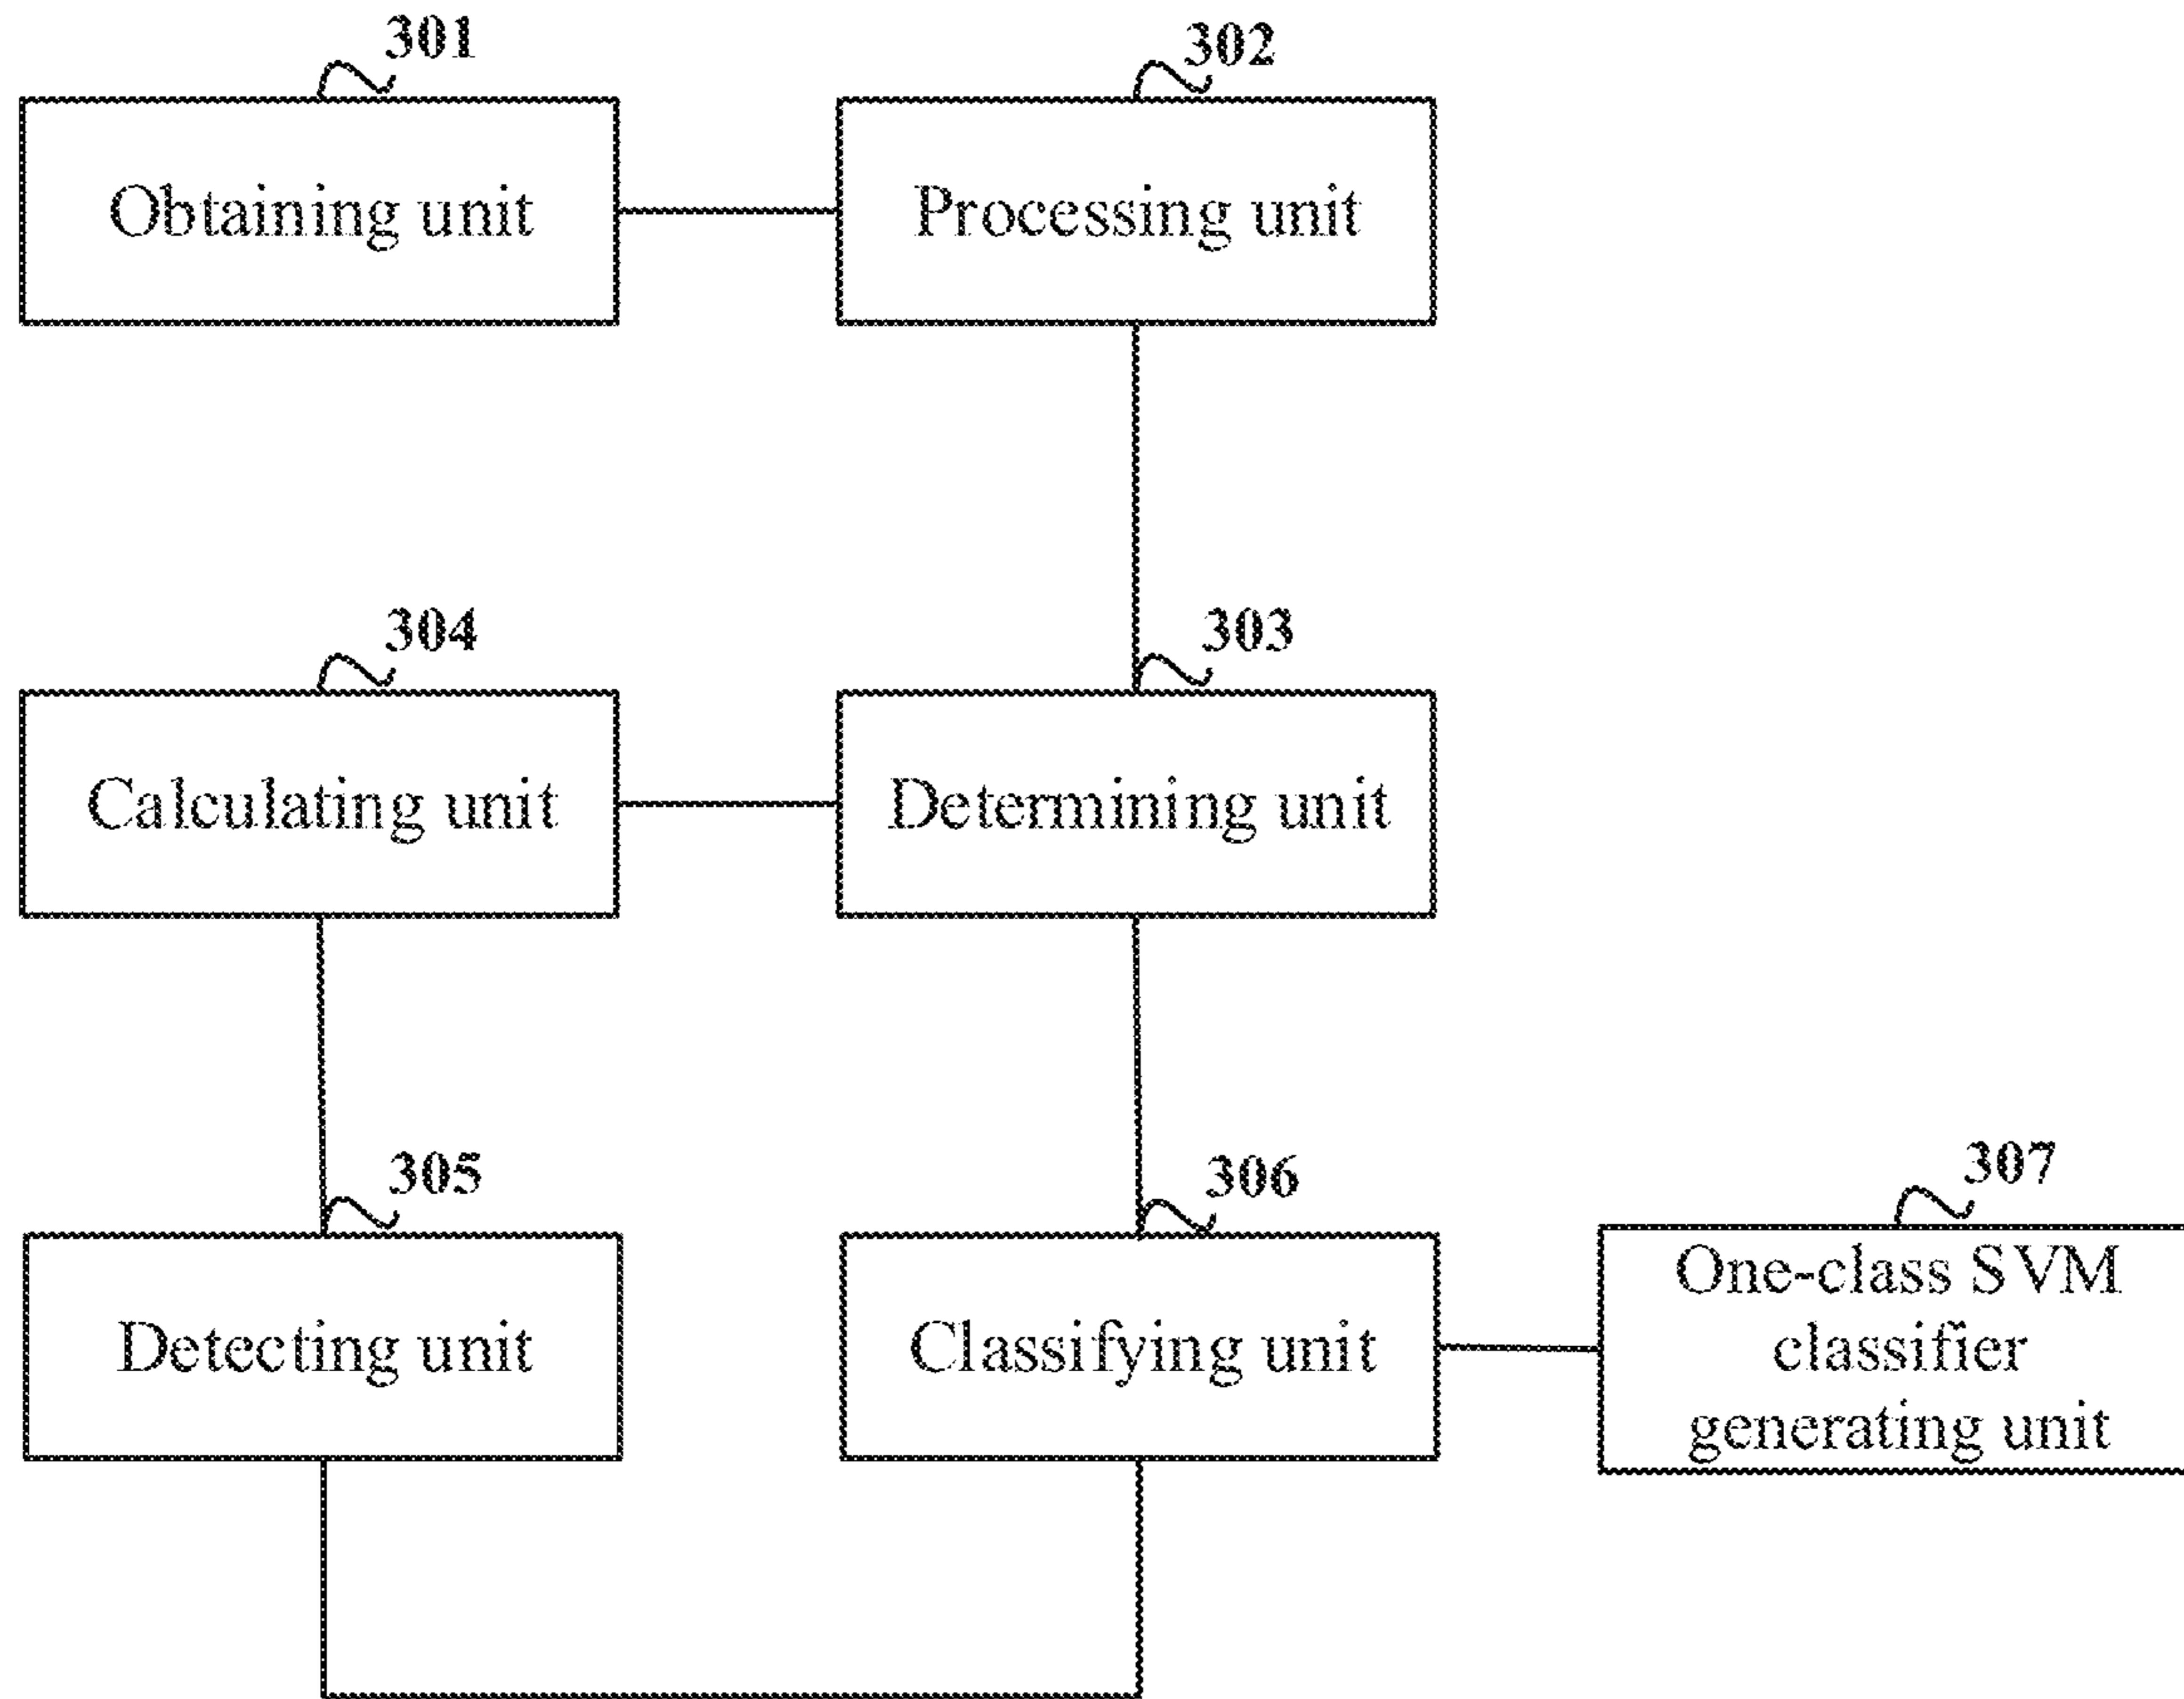 301
302
Obtaining unit
Processing unit
304
303
Calculating unit
Determining unit
305
306
307
Detecting unit
Classifying unit
One-class SVM
classifier
generating unit